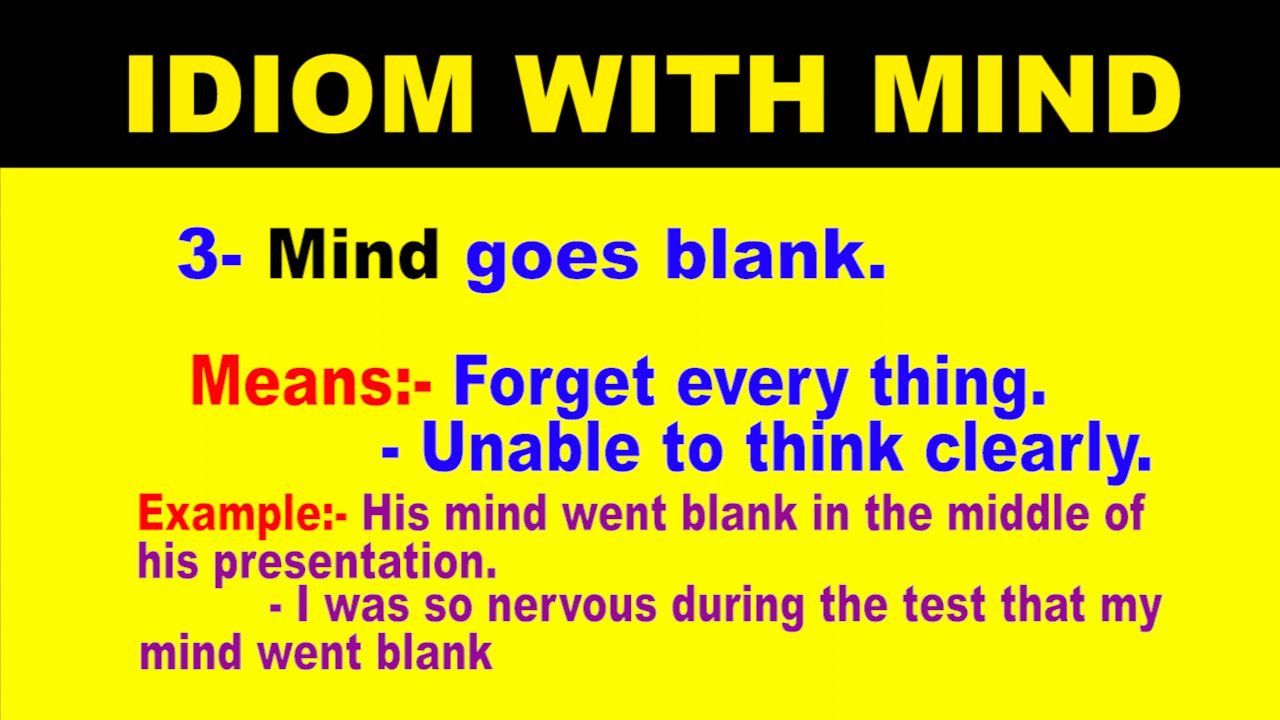 IDIOM WITH MIND
3- Mind goes blank.
Means:- Forget every thing.
- Unable to think clearly.
Example:- His mind went blank in the middle of
his presentation.
- I was so nervous during the test that my
mind went blank